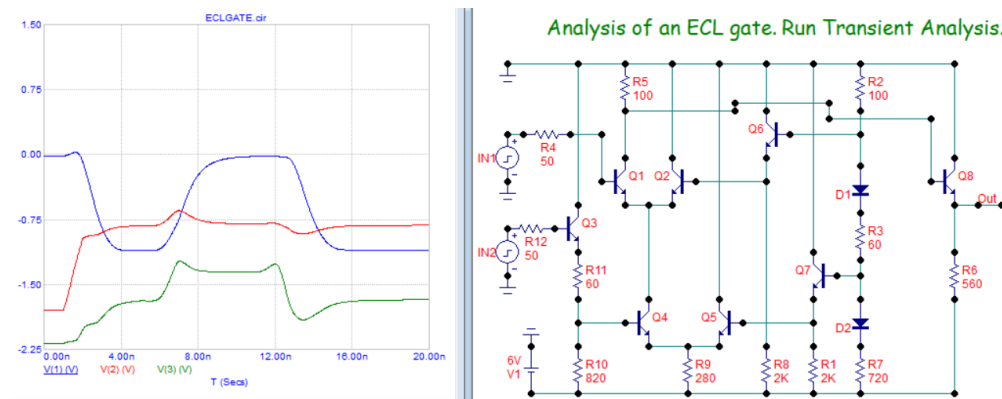 ECLGATE.cir
1.50
0.75
0.00
-0.75
-1.50
-2.25
0.00n 4.00n 8.00n 12.00n 16.00n 20.00n
V(1) (V) V(2) (V) V(3) (V)
T (Secs)
Analysis of an ECL gate. Run Transient Analysis.
R5
100
R2
100
Q6
R4
50
IN1
Q1
Q2
Q8
D1
Out
Q3
R12
50
IN2
R3
60
R11
60
Q7
R6
560
Q4
Q5
D2
6V
V1
R10
820
R9
280
R8
2K
R1
2K
R7
720